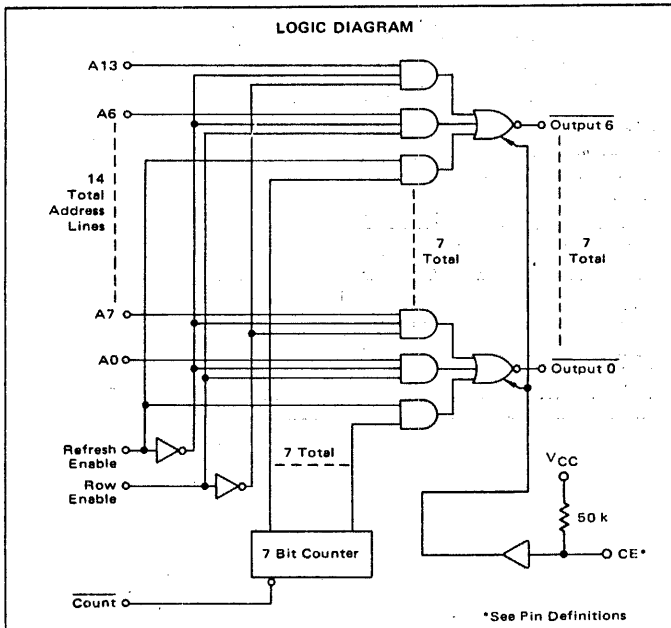 LOGIC DIAGRAM
A13
A6
14
Total
Address
Lines
A7
A0
Refresh
Enable
Row
Enable
7
Total
7 Total
7 Bit Counter
Count
Output 6
7
Total
Output 0
VCC
50 k
CE*
*See Pin Definitions